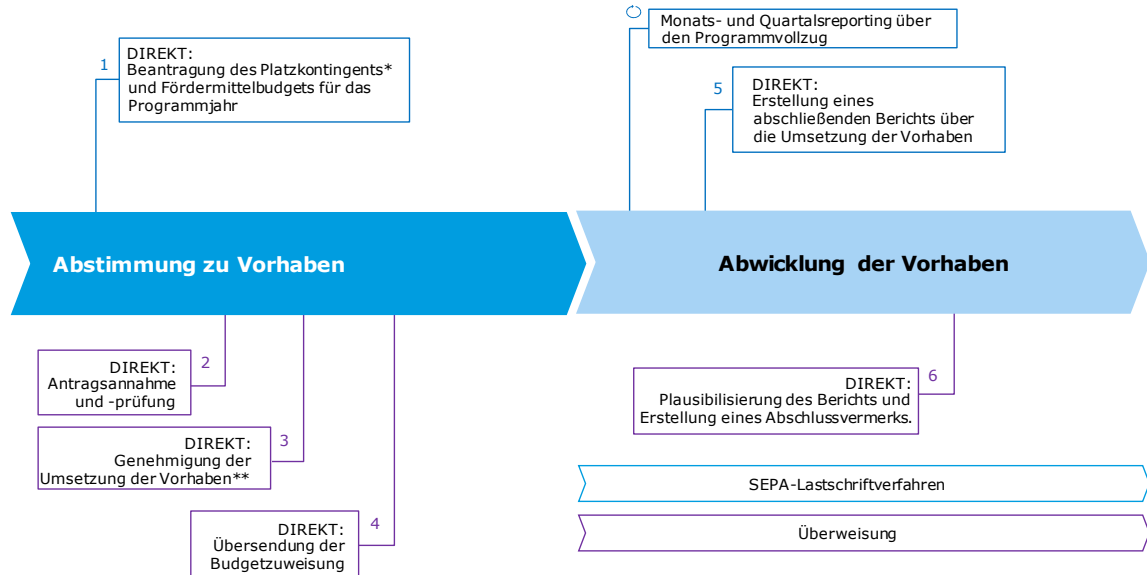 1
DIREKT:
Beantragung des Platzkontingents*
und Fördermittelbudgets für das
Programmjahr
Monats- und Quartalsreporting über
den Programmvollzug
5
DIREKT:
Erstellung eines
abschließenden Berichts über
die Umsetzung der Vorhaben
Abstimmung zu Vorhaben
Abwicklung der Vorhaben
2
DIREKT:
Antragsannahme
und -prüfung
3
DIREKT:
Genehmigung der
Umsetzung der Vorhaben**
4
DIREKT:
Übersendung der
Budgetzuweisung
6
DIREKT:
Plausibilisierung des Berichts und
Erstellung eines Abschlussvermerks.
SEPA-Lastschriftverfahren
Überweisung